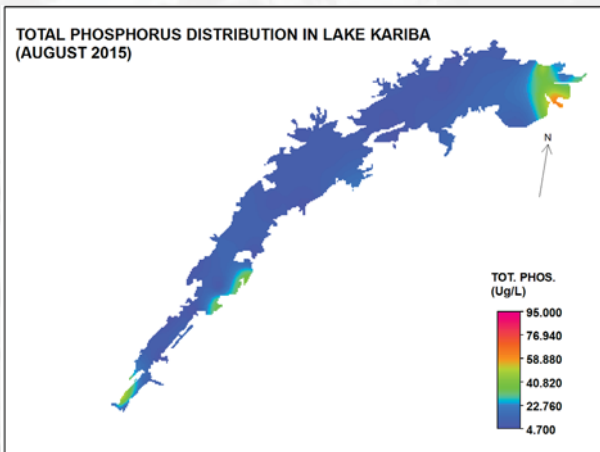 TOTAL PHOSPHORUS DISTRIBUTION IN LAKE KARIBA
(AUGUST 2015)
N
TOT. PHOS.
(Ug/L)
95.000
76.940
58.880
40.820
22.760
4.700